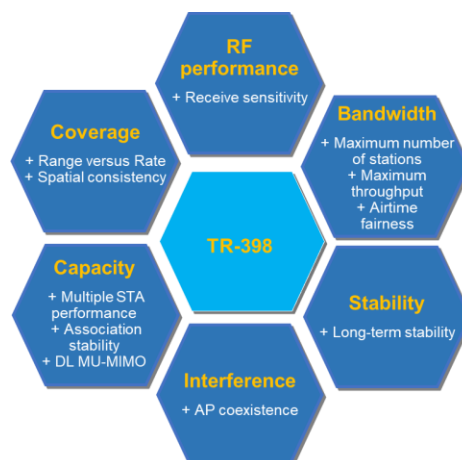 RF
performance
+ Receive sensitivity
Bandwidth
+ Maximum number
of stations
+ Maximum
throughput
+ Airtime
fairness
Coverage
+ Range versus Rate
+ Spatial consistency
TR-398
Capacity
+ Multiple STA
performance
+ Association
stability
+ DL MU-MIMO
Stability
+ Long-term stability
Interference
+ AP coexistence